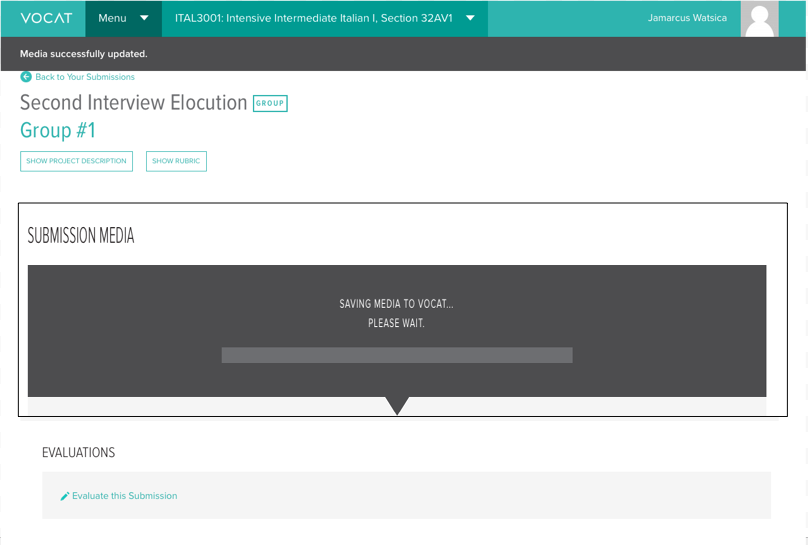 VOCAT Menu ITAL3001: Intensive Intermediate Italian I, Section 32AV1 Jamarcus Watsica
Media successfully updated.
Back to Your Submissions
Second Interview Elocution GROUP
Group #1
SHOW PROJECT DESCRIPTION SHOW RUBRIC
SUBMISSION MEDIA
SAVING MEDIA TO VOCAT...
PLEASE WAIT.
EVALUATIONS
Evaluate this Submission